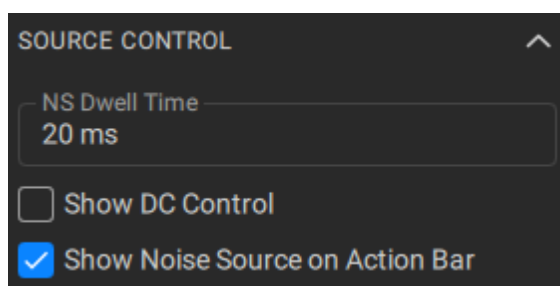 SOURCE CONTROL
NS Dwell Time
20 ms
Show DC Control
Show Noise Source on Action Bar